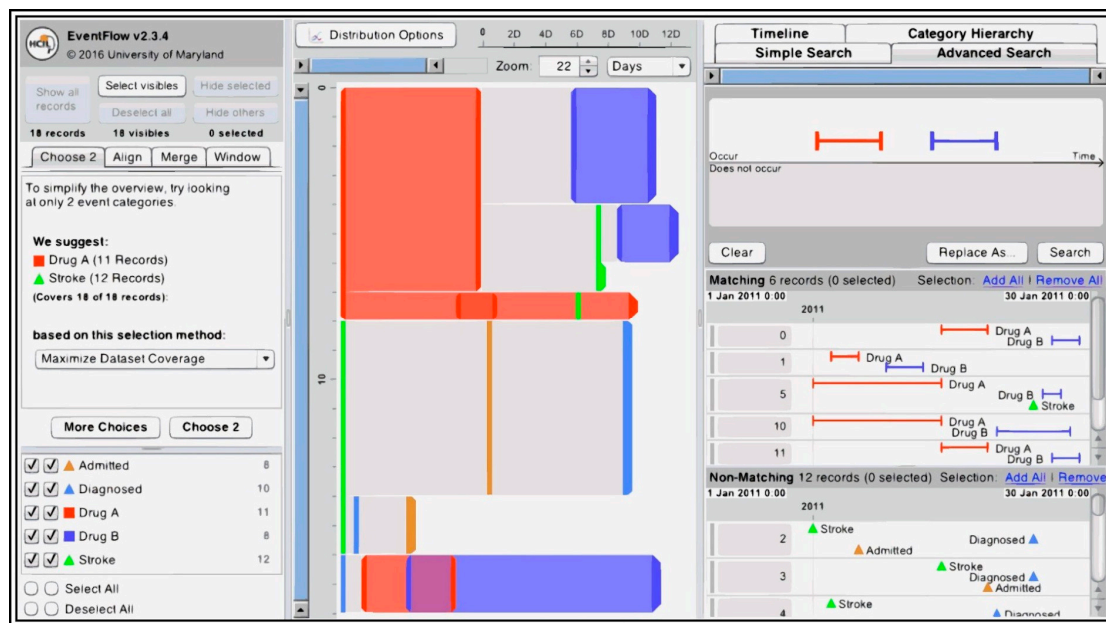 HCIL
EventFlow v2.3.4
© 2016 University of Maryland
Show all records
Select visibles
Hide selected
Deselect all
Hide others
18 records 18 visibles 0 selected
Choose 2 Align Merge Window
To simplify the overview, try looking
at only 2 event categories.
We suggest:
Drug A (11 Records)
Stroke (12 Records)
(Covers 18 of 18 records):
based on this selection method:
Maximize Dataset Coverage
More Choices Choose 2
Admitted 8
Diagnosed 10
Drug A 11
Drug B 8
Stroke 12
Select All
Deselect All
Distribution Options
0 2D 4D 6D 8D 10D 12D
Zoom: 22 Days
0
10
Timeline Category Hierarchy
Simple Search Advanced Search
Occur Time
Does not occur
Clear Replace As... Search
Matching 6 records (0 selected) Selection: Add All | Remove All
1 Jan 2011 0:00 30 Jan 2011 0:00
2011
0 Drug A
Drug B
1 Drug A
Drug B
5 Drug A
Drug B
Stroke
10 Drug A
Drug B
11 Drug A
Drug B
Non-Matching 12 records (0 selected) Selection: Add All | Remove
1 Jan 2011 0:00 30 Jan 2011 0:00
2011
2 Stroke
Diagnosed
Admitted
3 Stroke
Diagnosed
Admitted
4 Stroke
Diagnosed